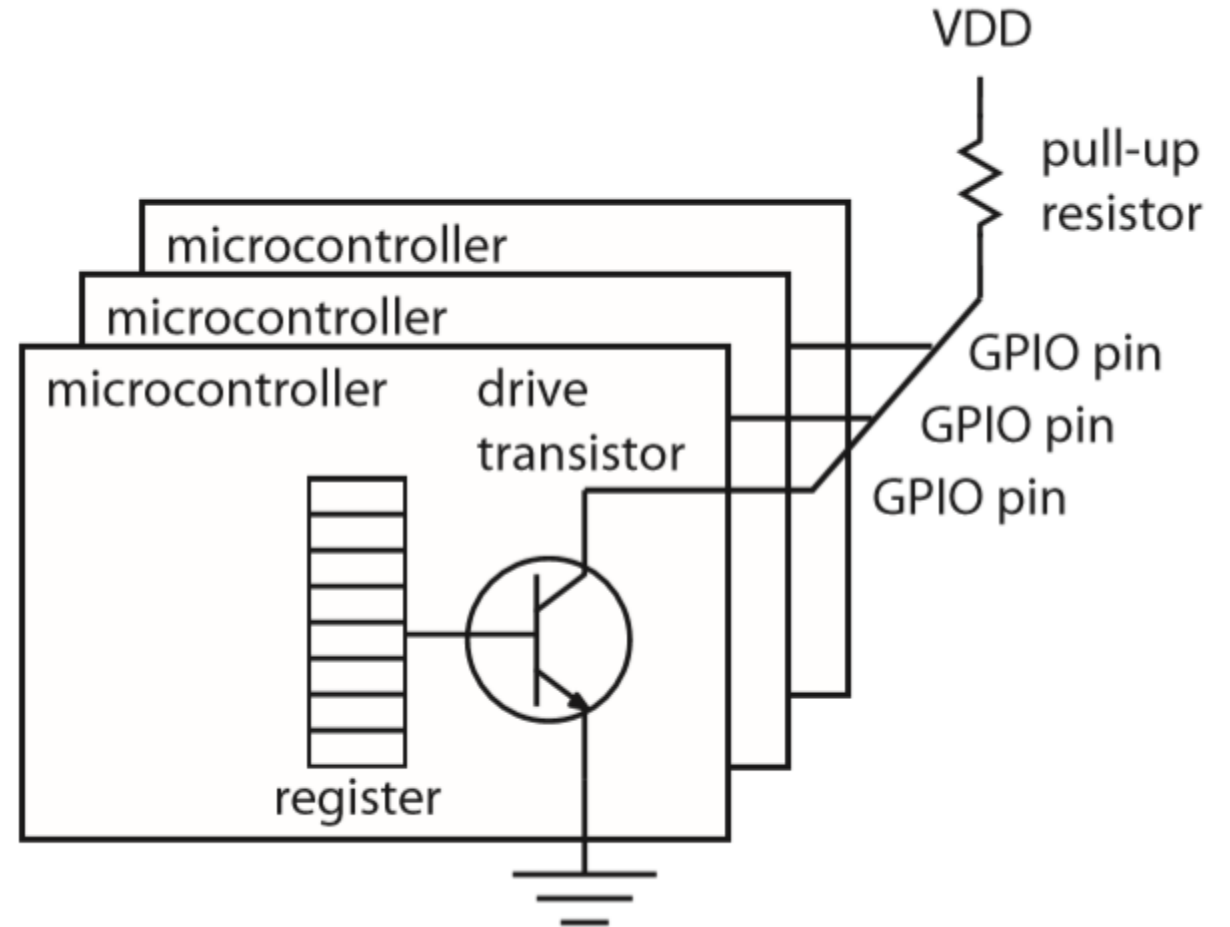 VDD
pull-up
resistor
microcontroller
microcontroller
GPIO pin
microcontroller
drive
transistor
GPIO pin
GPIO pin
register